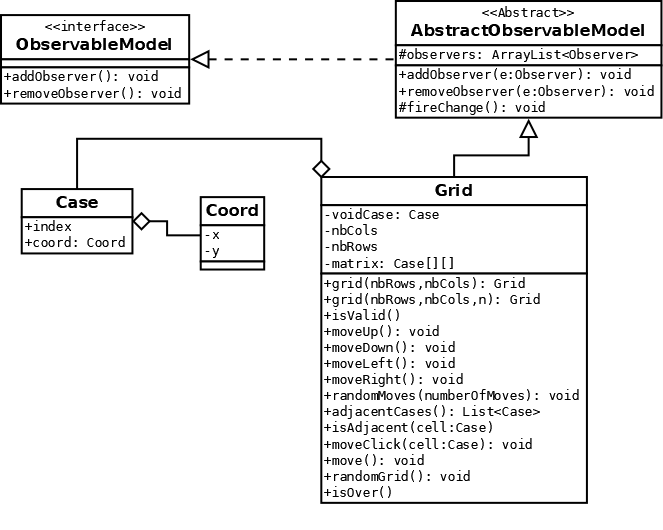 <<interface>>
ObservableModel
+addObserver(): void
+removeObserver(): void
<<Abstract>>
AbstractObservableModel
#observers: ArrayList<Observer>
+addObserver(e:Observer): void
+removeObserver(e:Observer): void
#fireChange(): void
Case
+index
+coord: Coord
Coord
-x
-y
Grid
-voidCase: Case
-nbCols
-nbRows
-matrix: Case[][]
+grid(nbRows,nbCols): Grid
+grid(nbRows,nbCols,n): Grid
+isValid()
+moveUp(): void
+moveDown(): void
+moveLeft(): void
+moveRight(): void
+randomMoves(numberOfMoves): void
+adjacentCases(): List<Case>
+isAdjacent(cell:Case)
+moveClick(cell:Case): void
+move(): void
+randomGrid(): void
+isOver()